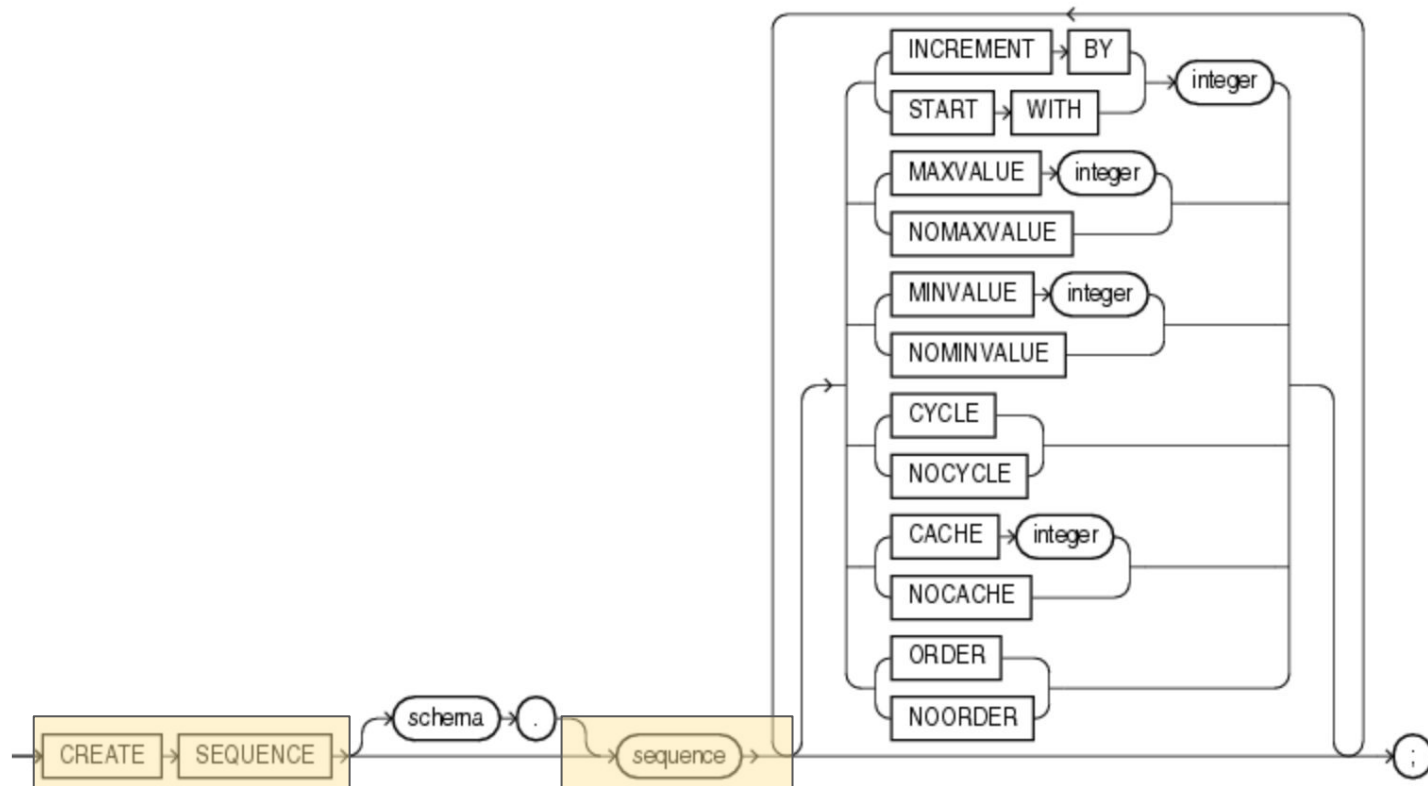 INCREMENT BY
integer
START WITH
MAXVALUE integer
NOMAXVALUE
MINVALUE integer
NOMINVALUE
CYCLE
NOCYCLE
CACHE integer
NOCACHE
ORDER
NOORDER
schema .
CREATE SEQUENCE sequence ;